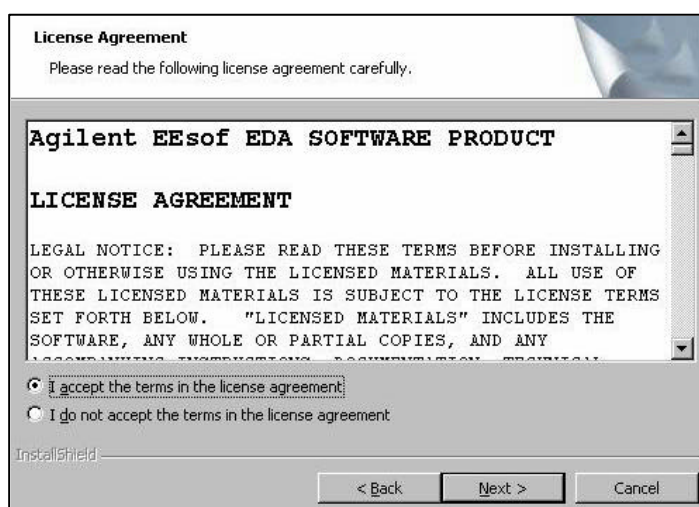 License Agreement
Please read the following license agreement carefully.
Agilent EEsof EDA SOFTWARE PRODUCT
LICENSE AGREEMENT
LEGAL NOTICE: PLEASE READ THESE TERMS BEFORE INSTALLING
OR OTHERWISE USING THE LICENSED MATERIALS. ALL USE OF
THESE LICENSED MATERIALS IS SUBJECT TO THE LICENSE TERMS
SET FORTH BELOW. "LICENSED MATERIALS" INCLUDES THE
SOFTWARE, ANY WHOLE OR PARTIAL COPIES, AND ANY
ACCOMPANYING INSTRUCTIONS, DOCUMENTATION, TECHNICAL
I accept the terms in the license agreement
I do not accept the terms in the license agreement
InstallShield
< Back
Next >
Cancel